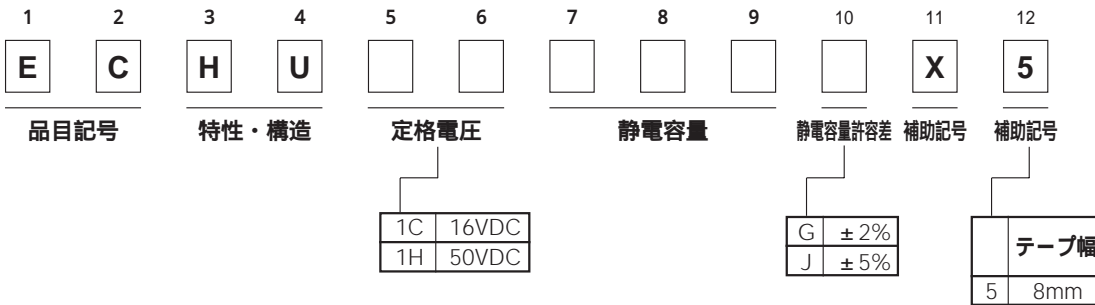 1 2 3 4 5 6 7 8 9 10 11 12
E C H U X 5
品目記号 特性・構造 定格電圧 静電容量 静電容量許容差 補助記号 補助記号
1C 16VDC
1H 50VDC
G ±2%
J ±5%
テープ幅
5 8mm